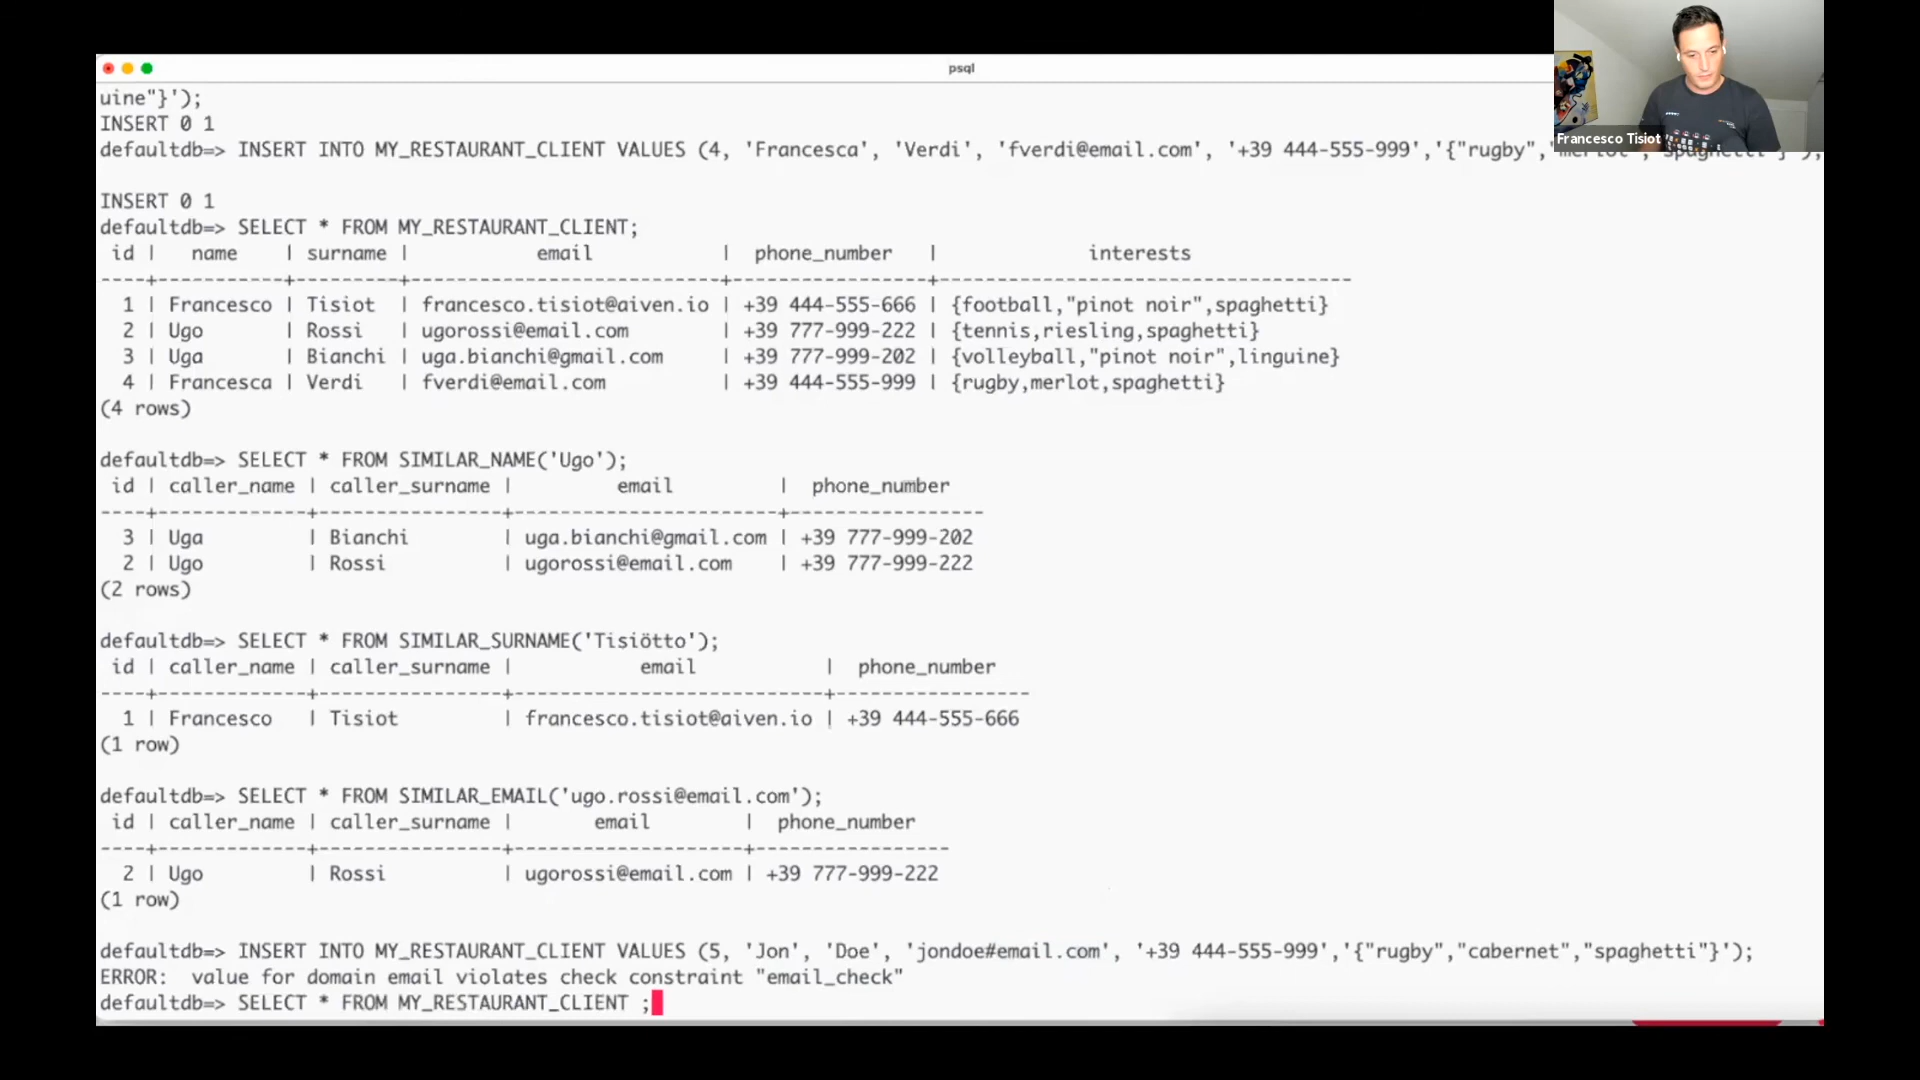 psql
uine"}');
INSERT 0 1
defaultdb=> INSERT INTO MY_RESTAURANT_CLIENT VALUES (4, 'Francesca', 'Verdi', 'fverdi@email.com', '+39 444-555-999','{"rugby","merlot","spaghetti"}');
Francesco Tisiot
INSERT 0 1
defaultdb=> SELECT * FROM MY_RESTAURANT_CLIENT;
 id |   name    | surname |           email           |  phone_number   |             interests
----+-----------+---------+---------------------------+-----------------+------------------------------------
  1 | Francesco | Tisiot  | francesco.tisiot@aiven.io | +39 444-555-666 | {football,"pinot noir",spaghetti}
  2 | Ugo       | Rossi   | ugorossi@email.com        | +39 777-999-222 | {tennis,riesling,spaghetti}
  3 | Uga       | Bianchi | uga.bianchi@gmail.com     | +39 777-999-202 | {volleyball,"pinot noir",linguine}
  4 | Francesca | Verdi   | fverdi@email.com          | +39 444-555-999 | {rugby,merlot,spaghetti}
(4 rows)
defaultdb=> SELECT * FROM SIMILAR_NAME('Ugo');
 id | caller_name | caller_surname |         email         |  phone_number
----+-------------+----------------+-----------------------+-----------------
  3 | Uga         | Bianchi        | uga.bianchi@gmail.com | +39 777-999-202
  2 | Ugo         | Rossi          | ugorossi@email.com    | +39 777-999-222
(2 rows)
defaultdb=> SELECT * FROM SIMILAR_SURNAME('Tisiötto');
 id | caller_name | caller_surname |           email           |  phone_number
----+-------------+----------------+---------------------------+-----------------
  1 | Francesco   | Tisiot         | francesco.tisiot@aiven.io | +39 444-555-666
(1 row)
defaultdb=> SELECT * FROM SIMILAR_EMAIL('ugo.rossi@email.com');
 id | caller_name | caller_surname |       email        |  phone_number
----+-------------+----------------+--------------------+-----------------
  2 | Ugo         | Rossi          | ugorossi@email.com | +39 777-999-222
(1 row)
defaultdb=> INSERT INTO MY_RESTAURANT_CLIENT VALUES (5, 'Jon', 'Doe', 'jondoe#email.com', '+39 444-555-999','{"rugby","cabernet","spaghetti"}');
ERROR:  value for domain email violates check constraint "email_check"
defaultdb=> SELECT * FROM MY_RESTAURANT_CLIENT ;